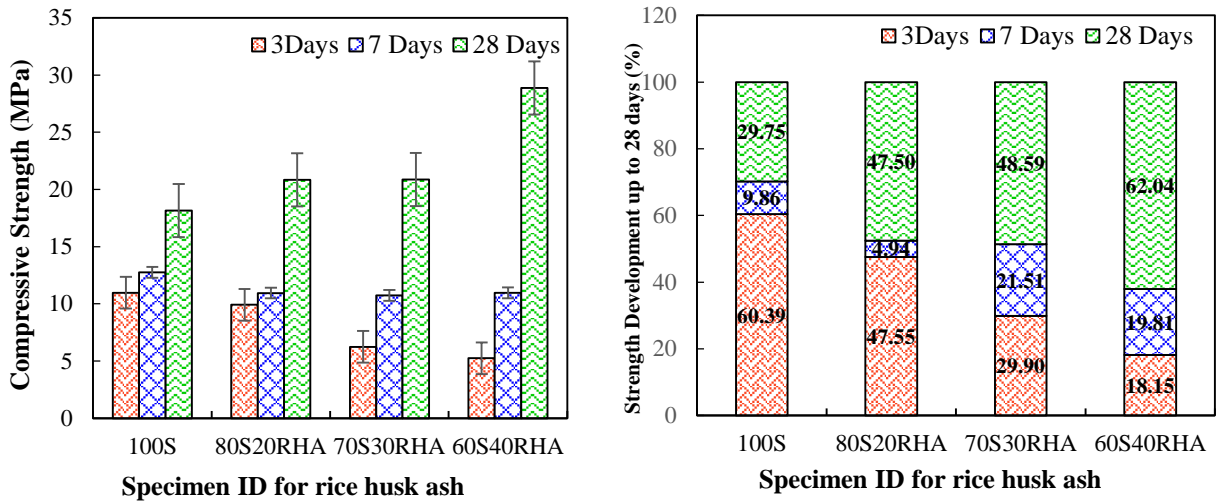 35
30
25
20
15
10
5
0
Compressive Strength (MPa)
3Days 7 Days 28 Days
100S 80S20RHA 70S30RHA 60S40RHA
Specimen ID for rice husk ash
120
100
80
60
40
20
0
Strength Development up to 28 days (%)
3Days 7 Days 28 Days
29.75 47.50 48.59 62.04
9.86 4.94 21.51 19.81
60.39 47.55 29.90 18.15
100S 80S20RHA 70S30RHA 60S40RHA
Specimen ID for rice husk ash